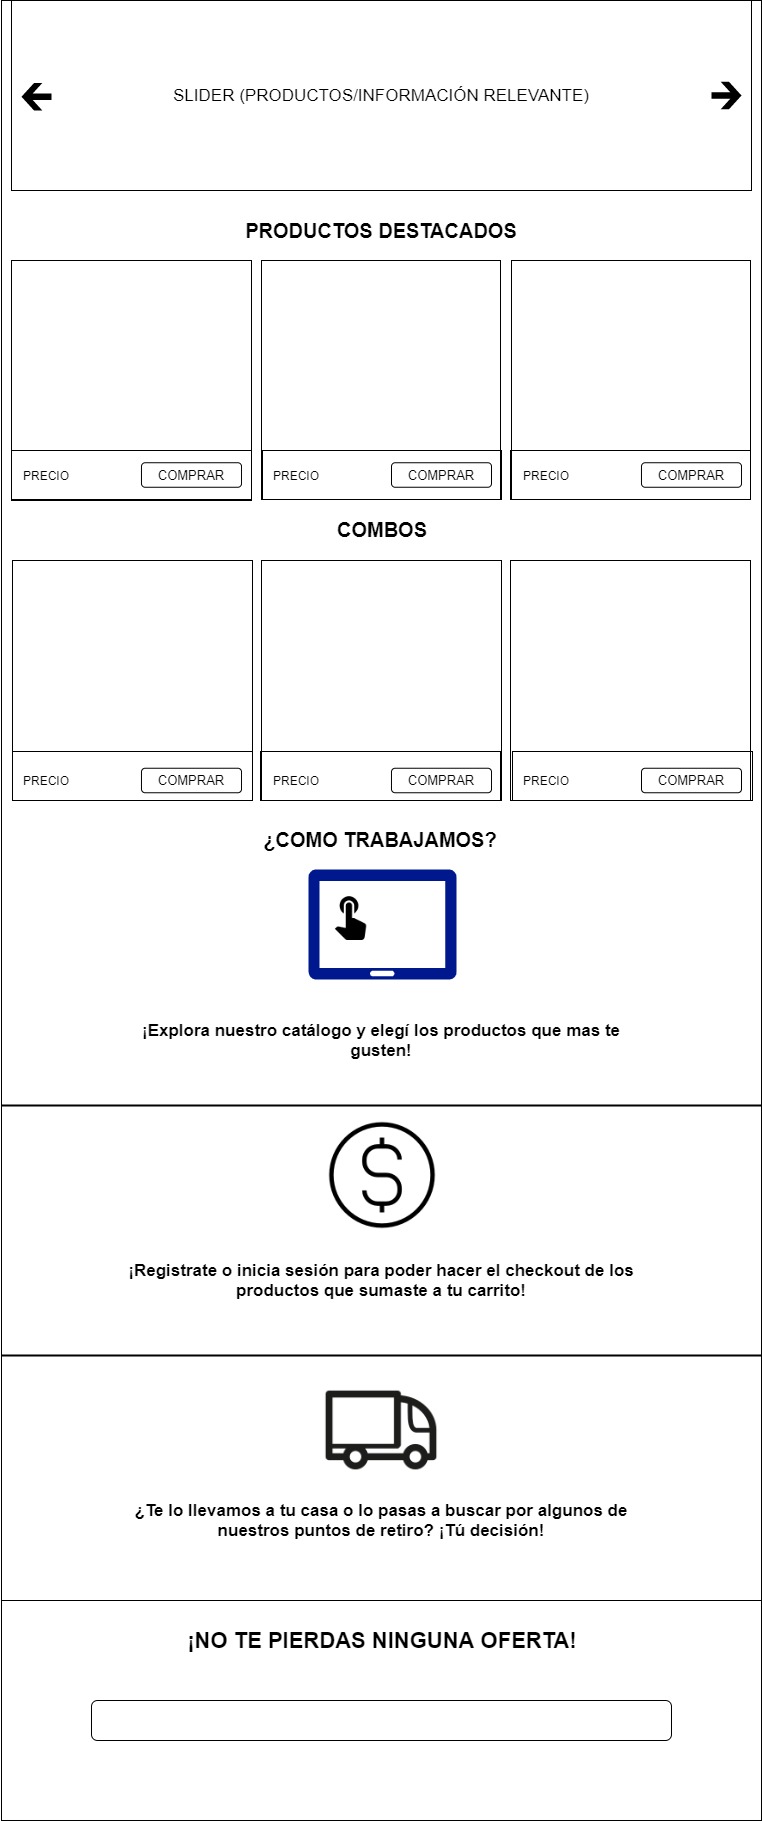 SLIDER (PRODUCTOS/INFORMACIÓN RELEVANTE)
PRODUCTOS DESTACADOS
PRECIO COMPRAR PRECIO COMPRAR PRECIO COMPRAR
COMBOS
PRECIO COMPRAR PRECIO COMPRAR PRECIO COMPRAR
¿COMO TRABAJAMOS?
¡Explora nuestro catálogo y elegí los productos que mas te
gusten!
¡Registrate o inicia sesión para poder hacer el checkout de los
productos que sumaste a tu carrito!
¿Te lo llevamos a tu casa o lo pasas a buscar por algunos de
nuestros puntos de retiro? ¡Tú decisión!
¡NO TE PIERDAS NINGUNA OFERTA!